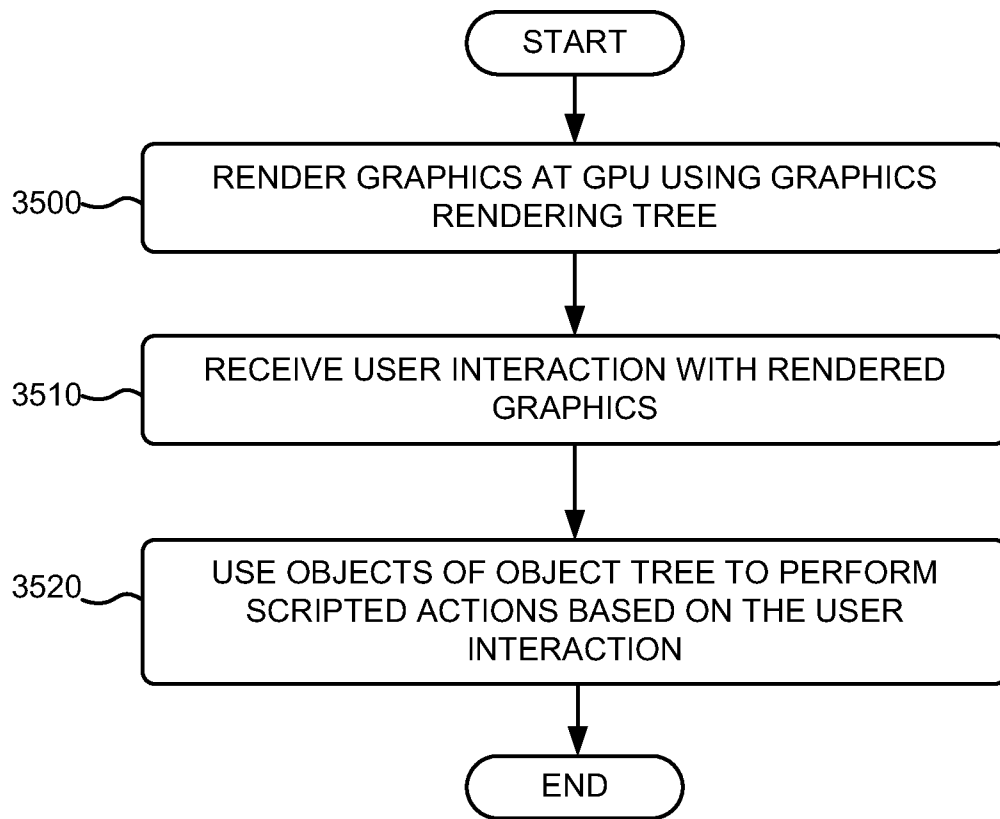 START
3500
RENDER GRAPHICS AT GPU USING GRAPHICS
RENDERING TREE
3510
RECEIVE USER INTERACTION WITH RENDERED
GRAPHICS
3520
USE OBJECTS OF OBJECT TREE TO PERFORM
SCRIPTED ACTIONS BASED ON THE USER
INTERACTION
END